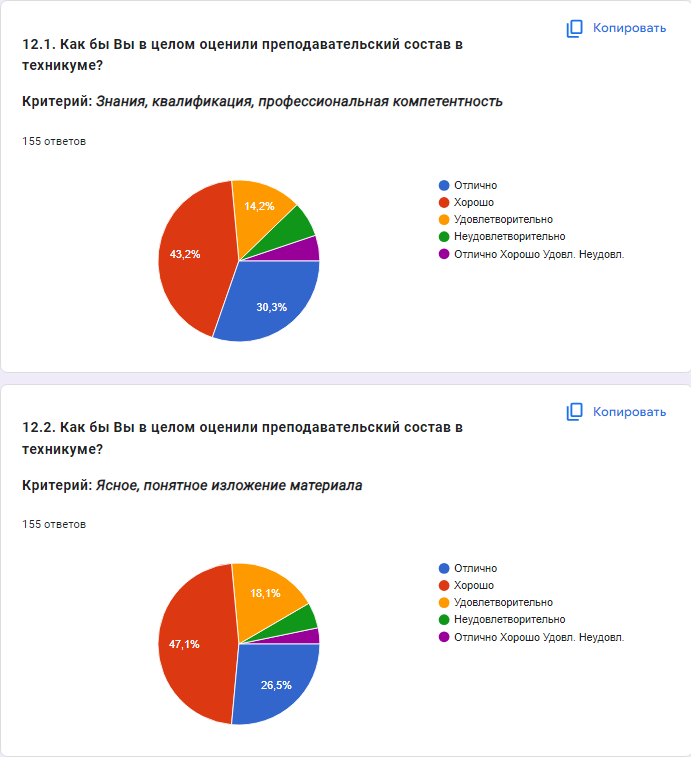 Копировать
12.1. Как бы Вы в целом оценили преподавательский состав в
техникуме?
Критерий: Знания, квалификация, профессиональная компетентность
155 ответов
14,2%
43,2%
30,3%
Отлично
Хорошо
Удовлетворительно
Неудовлетворительно
Отлично Хорошо Удовл. Неудовл.
Копировать
12.2. Как бы Вы в целом оценили преподавательский состав в
техникуме?
Критерий: Ясное, понятное изложение материала
155 ответов
18,1%
47,1%
26,5%
Отлично
Хорошо
Удовлетворительно
Неудовлетворительно
Отлично Хорошо Удовл. Неудовл.